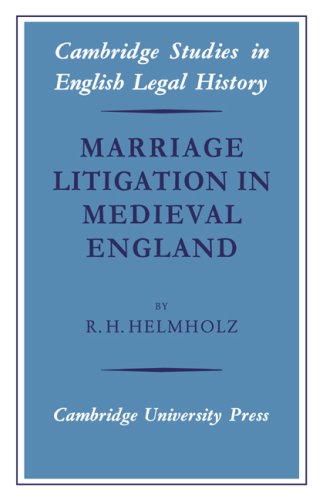 Cambridge Studies in
English Legal History
MARRIAGE
LITIGATION IN
MEDIEVAL
ENGLAND
BY
R. H. HELMHOLZ
Cambridge University Press